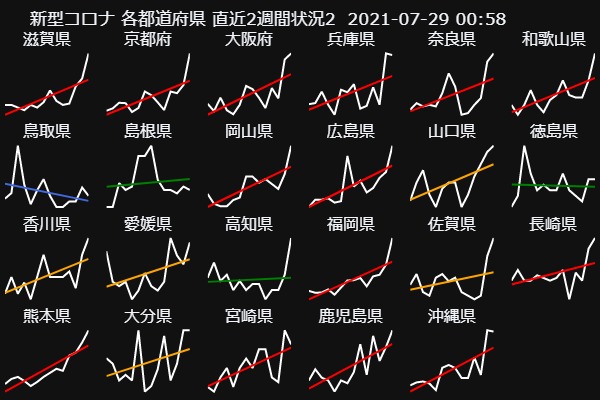 新型コロナ 各都道府県 直近2週間状況2 2021-07-29 00:58
滋賀県 京都府 大阪府 兵庫県 奈良県 和歌山県
鳥取県 島根県 岡山県 広島県 山口県 徳島県
香川県 愛媛県 高知県 福岡県 佐賀県 長崎県
熊本県 大分県 宮崎県 鹿児島県 沖縄県